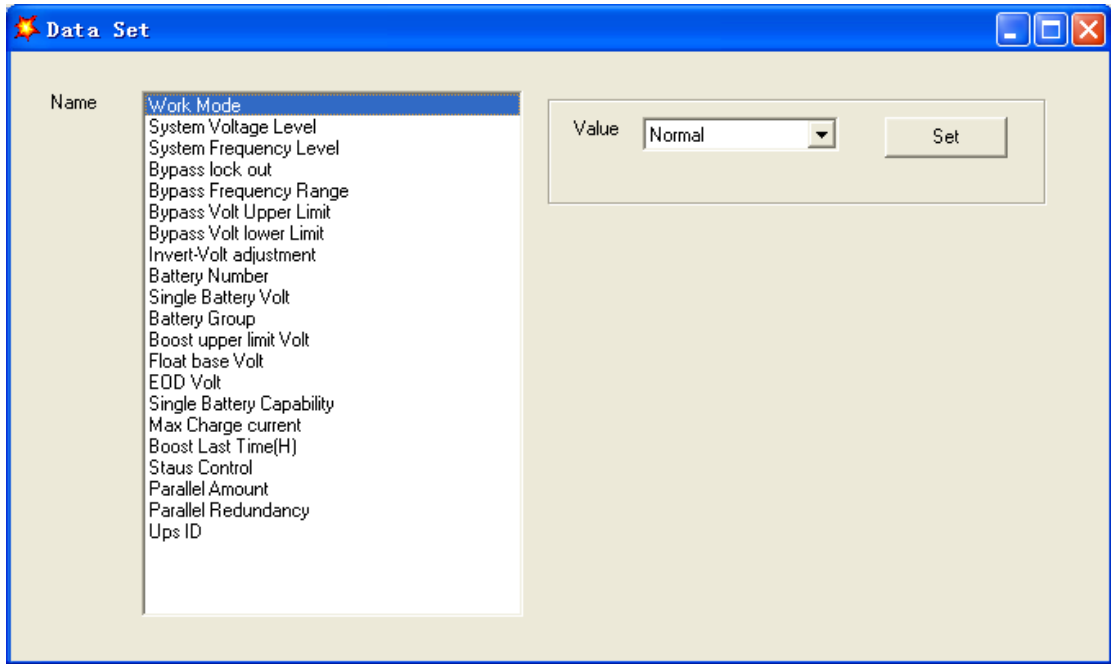 Data Set
Name
Work Mode
System Voltage Level
System Frequency Level
Bypass lock out
Bypass Frequency Range
Bypass Volt Upper Limit
Bypass Volt lower Limit
Invert-Volt adjustment
Battery Number
Single Battery Volt
Battery Group
Boost upper limit Volt
Float base Volt
EOD Volt
Single Battery Capability
Max Charge current
Boost Last Time(H)
Staus Control
Parallel Amount
Parallel Redundancy
Ups ID
Value
Normal
Set